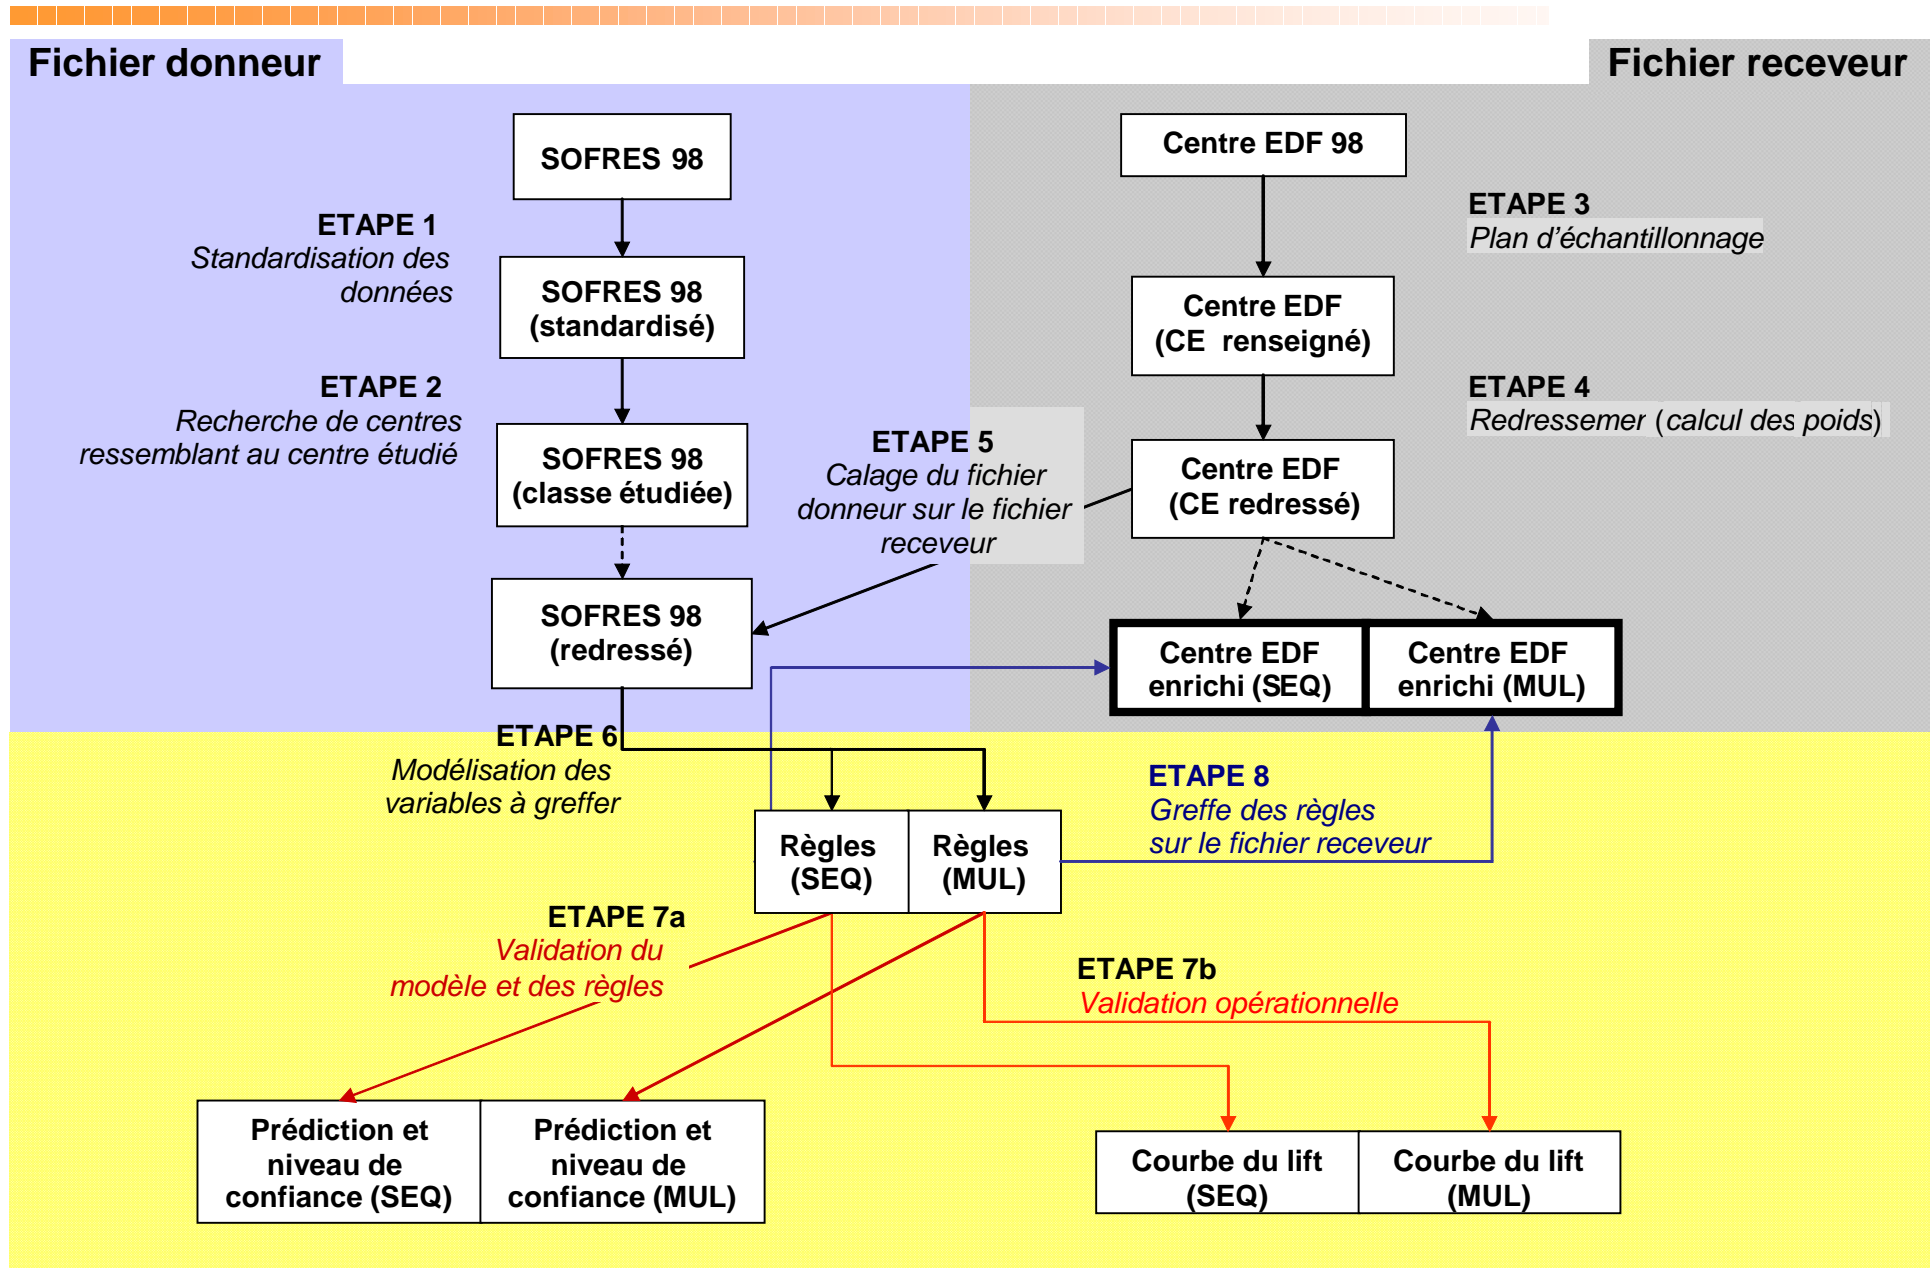 Fichier donneur
Fichier receveur
SOFRES 98
Centre EDF 98
ETAPE 1
Standardisation des
données
ETAPE 3
Plan d'échantillonnage
SOFRES 98
(standardisé)
Centre EDF
(CE renseigné)
ETAPE 2
Recherche de centres
ressemblant au centre étudié
ETAPE 4
Redressemer (calcul des poids)
SOFRES 98
(classe étudiée)
ETAPE 5
Calage du fichier
donneur sur le fichier
receveur
Centre EDF
(CE redressé)
SOFRES 98
(redressé)
Centre EDF
enrichi (SEQ)
Centre EDF
enrichi (MUL)
ETAPE 6
Modélisation des
variables à greffer
ETAPE 8
Greffe des règles
sur le fichier receveur
Règles
(SEQ)
Règles
(MUL)
ETAPE 7a
Validation du
modèle et des règles
ETAPE 7b
Validation opérationnelle
Prédiction et
niveau de
confiance (SEQ)
Prédiction et
niveau de
confiance (MUL)
Courbe du lift
(SEQ)
Courbe du lift
(MUL)